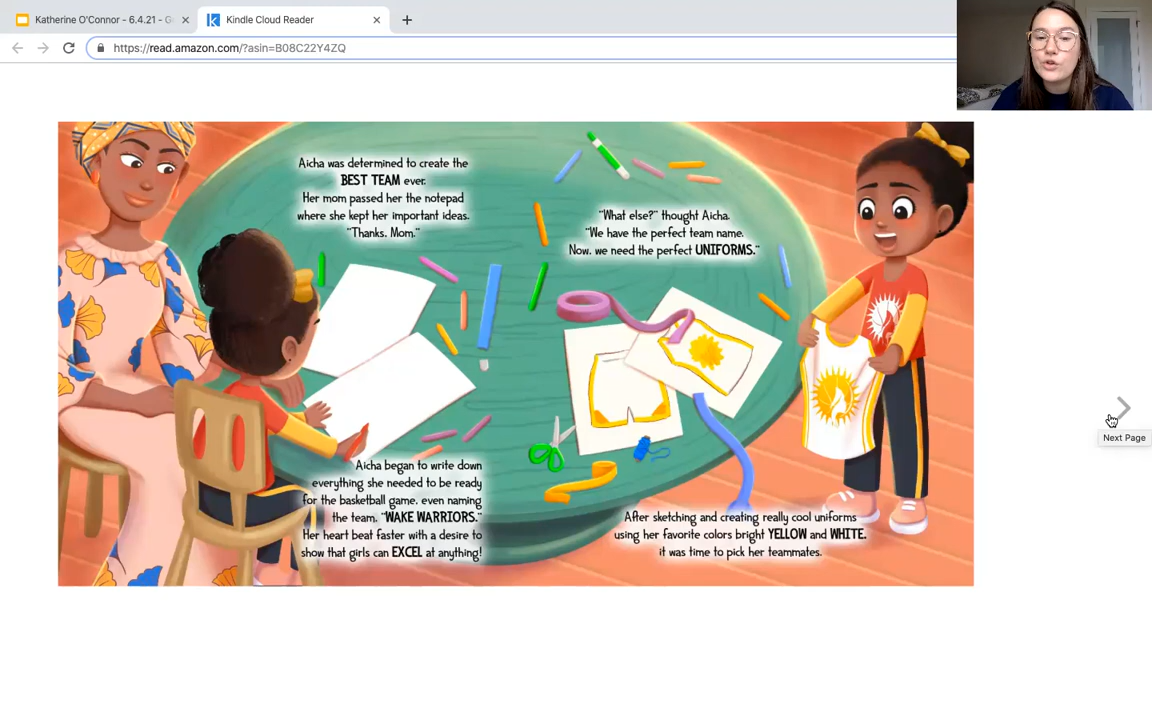 Katherine O'Connor - 6.4.21 - G
Kindle Cloud Reader
https://read.amazon.com/?asin=B08C22Y4ZQ
Aicha was determined to create the
BEST TEAM ever.
Her mom passed her the notepad
where she kept her important ideas.
"Thanks, Mom."
Aicha began to write down
everything she needed to be ready
for the basketball game, even naming
the team, "WAKE WARRIORS."
Her heart beat faster with a desire to
show that girls can EXCEL at anything!
"What else?" thought Aicha.
"We have the perfect team name.
Now, we need the perfect UNIFORMS."
After sketching and creating really cool uniforms
using her favorite colors bright YELLOW and WHITE,
it was time to pick her teammates.
Next Page